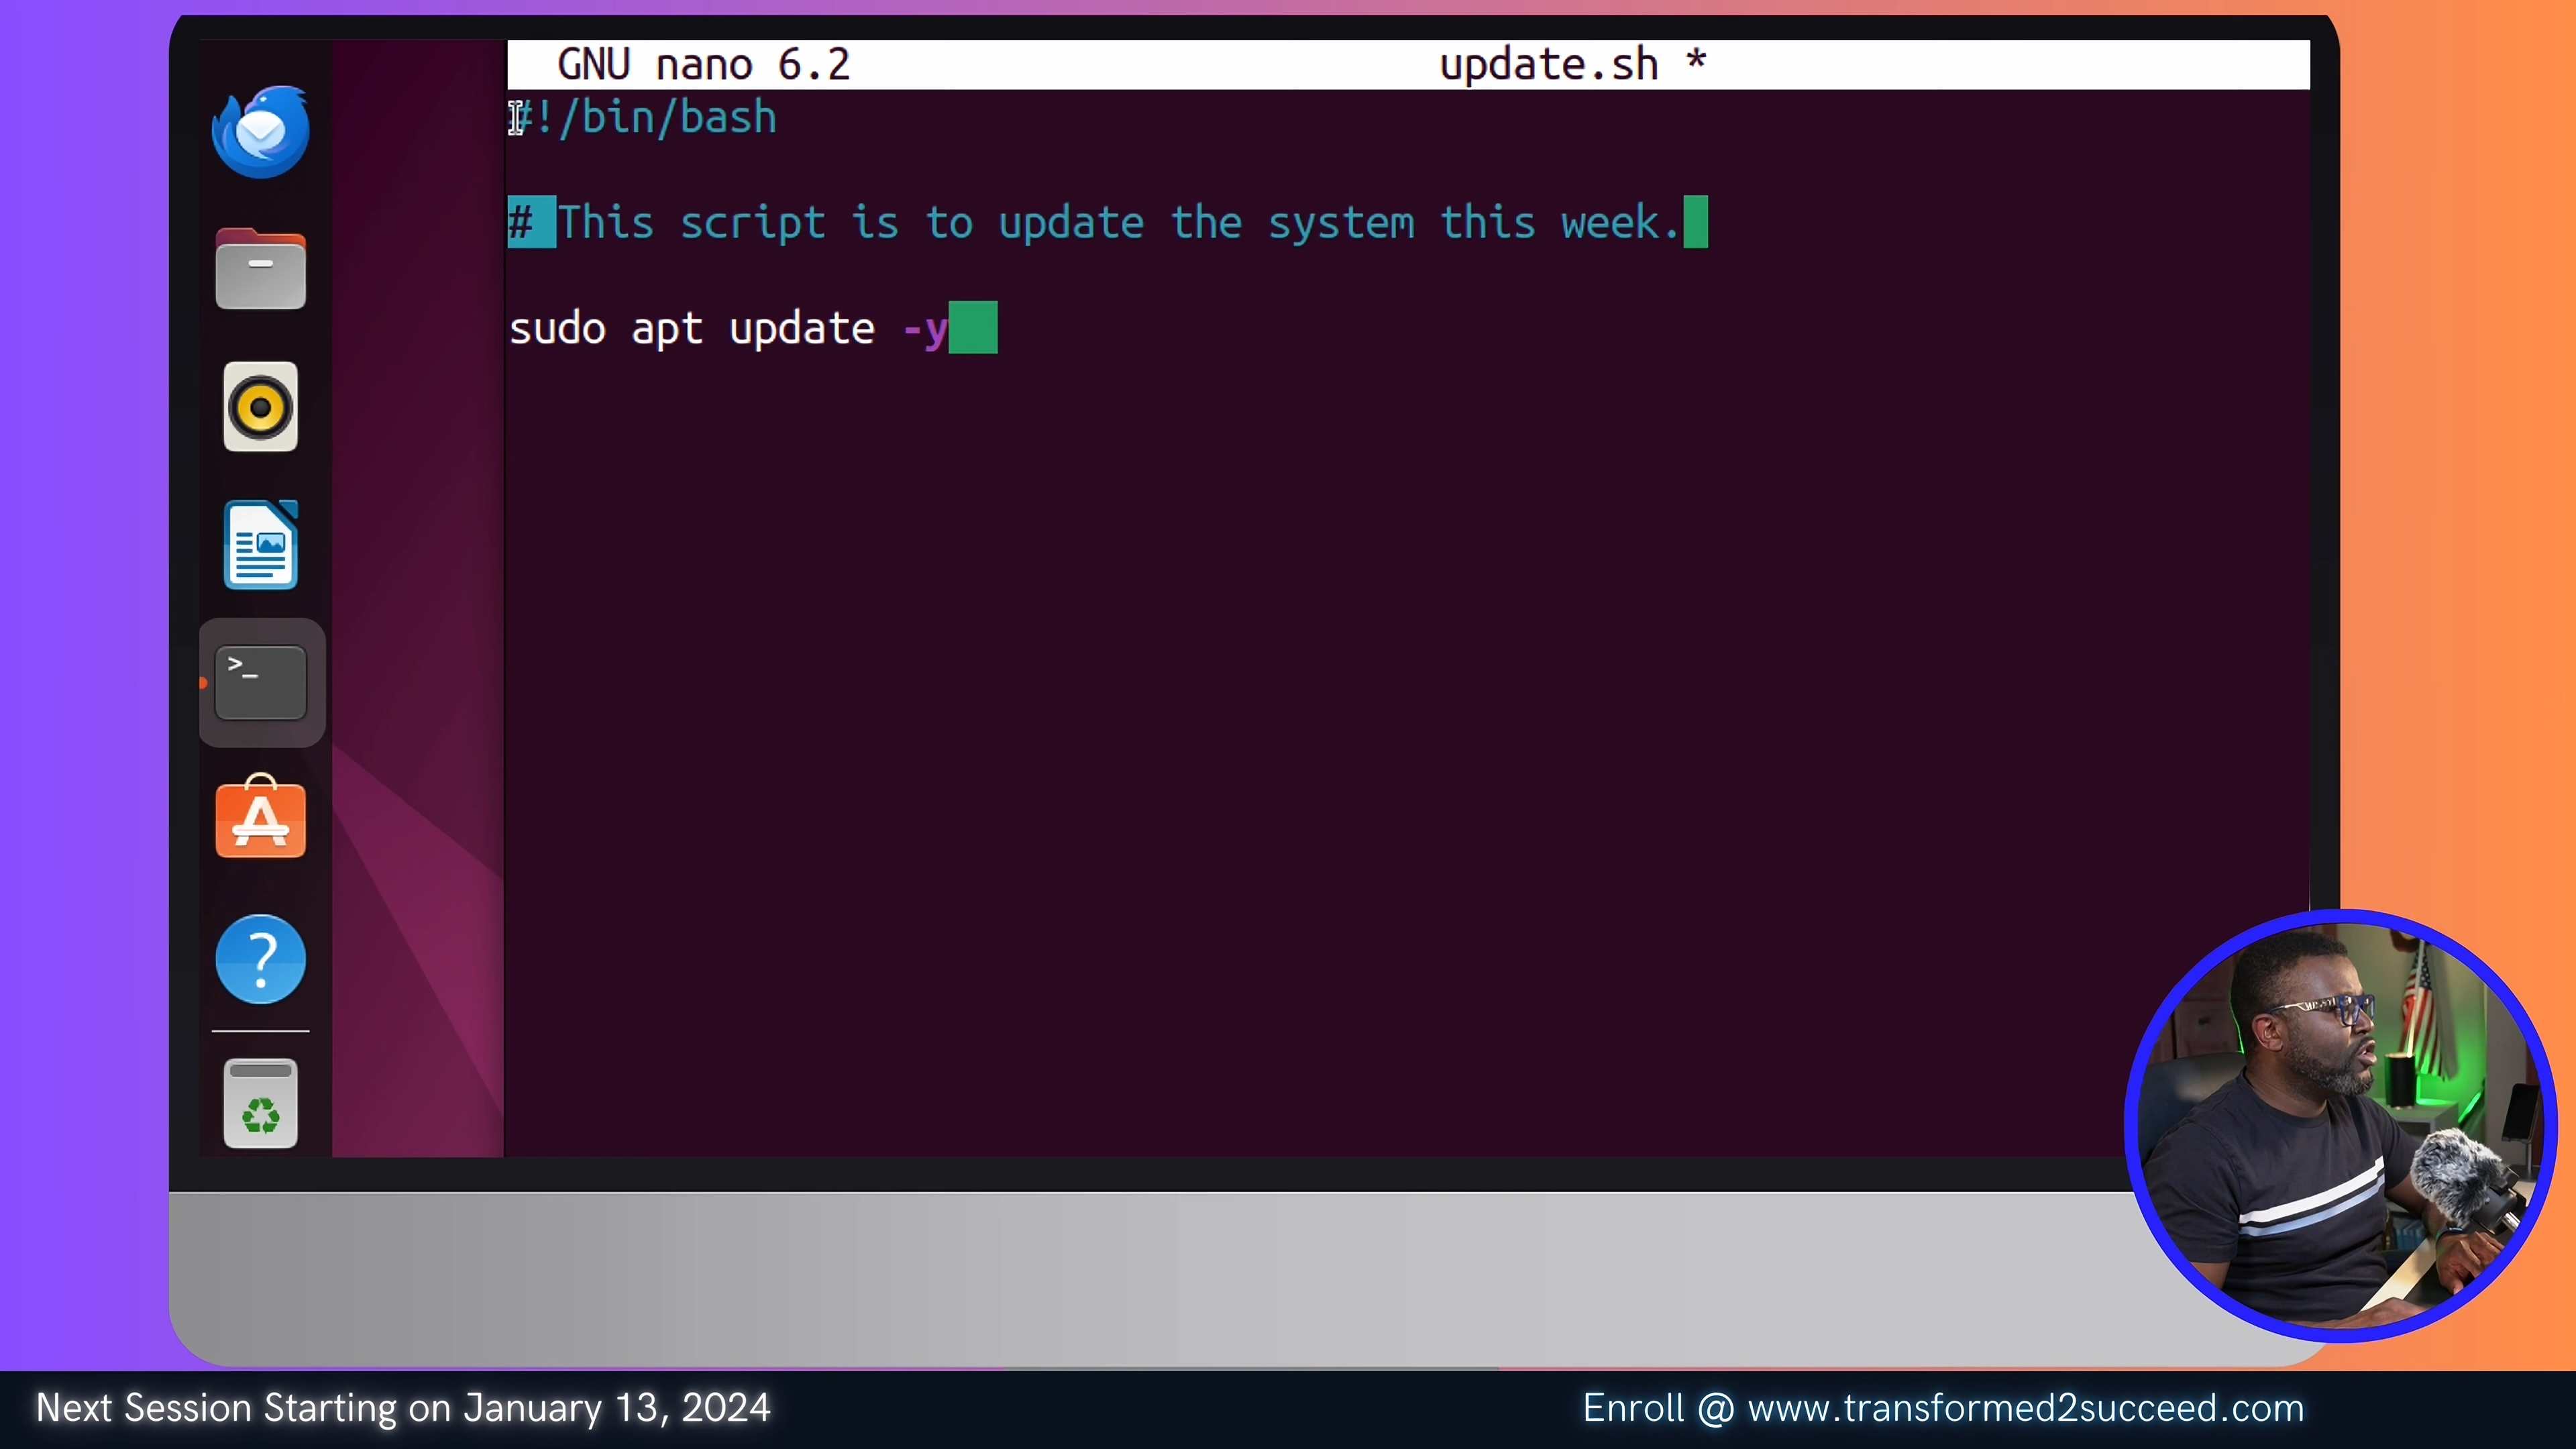 GNU nano 6.2 update.sh *
#!/bin/bash
# This script is to update the system this week.
sudo apt update -y
>_
A
?
Next Session Starting on January 13, 2024
Enroll @ www.transformed2succeed.com